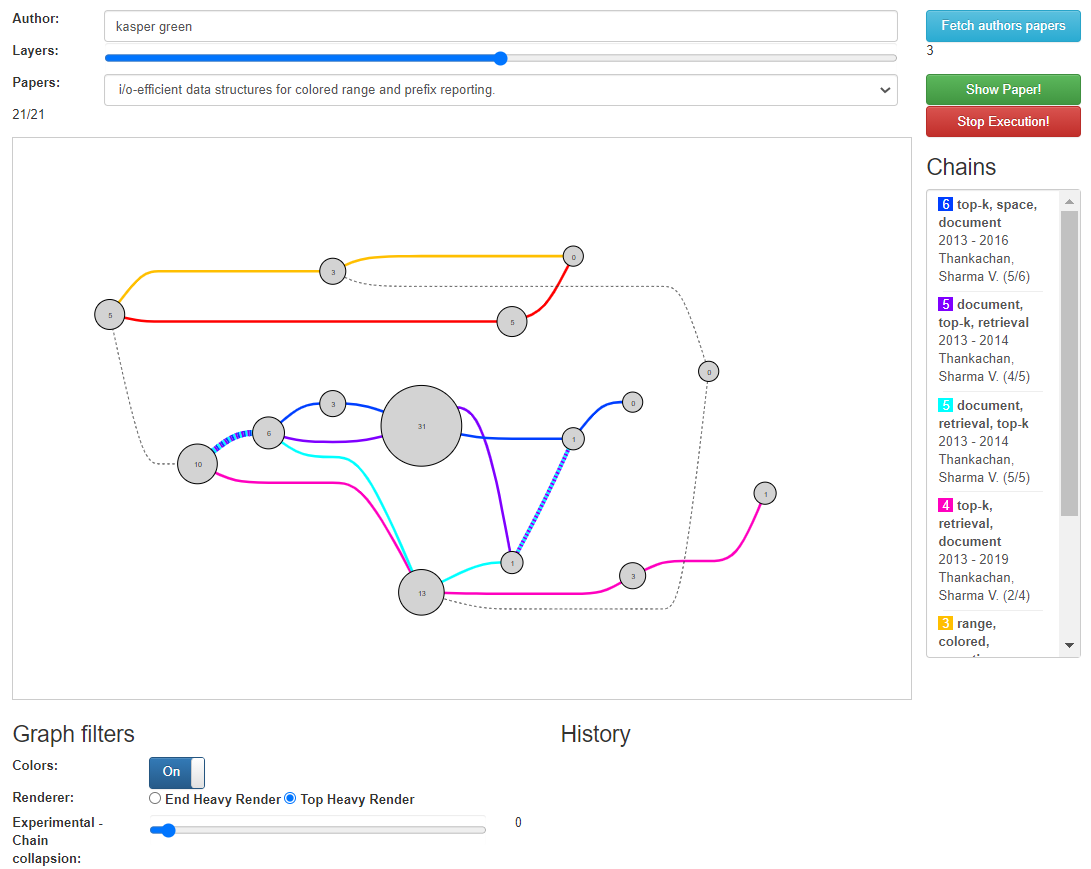 Author:
kasper green
Fetch authors papers
Layers:
3
Papers:
i/o-efficient data structures for colored range and prefix reporting.
Show Paper!
21/21
Stop Execution!
Chains
6 top-k, space,
document
2013 - 2016
Thankachan,
Sharma V. (5/6)
5 document,
top-k, retrieval
2013 - 2014
Thankachan,
Sharma V. (4/5)
5 document,
retrieval, top-k
2013 - 2014
Thankachan,
Sharma V. (5/5)
4 top-k,
retrieval,
document
2013 - 2019
Thankachan,
Sharma V. (2/4)
3 range,
colored,
0
3
5
5
0
3
0
31
6
1
10
1
1
3
13
Graph filters
History
Colors:
On
Renderer:
End Heavy Render
Top Heavy Render
Experimental -
0
Chain
collapsion: